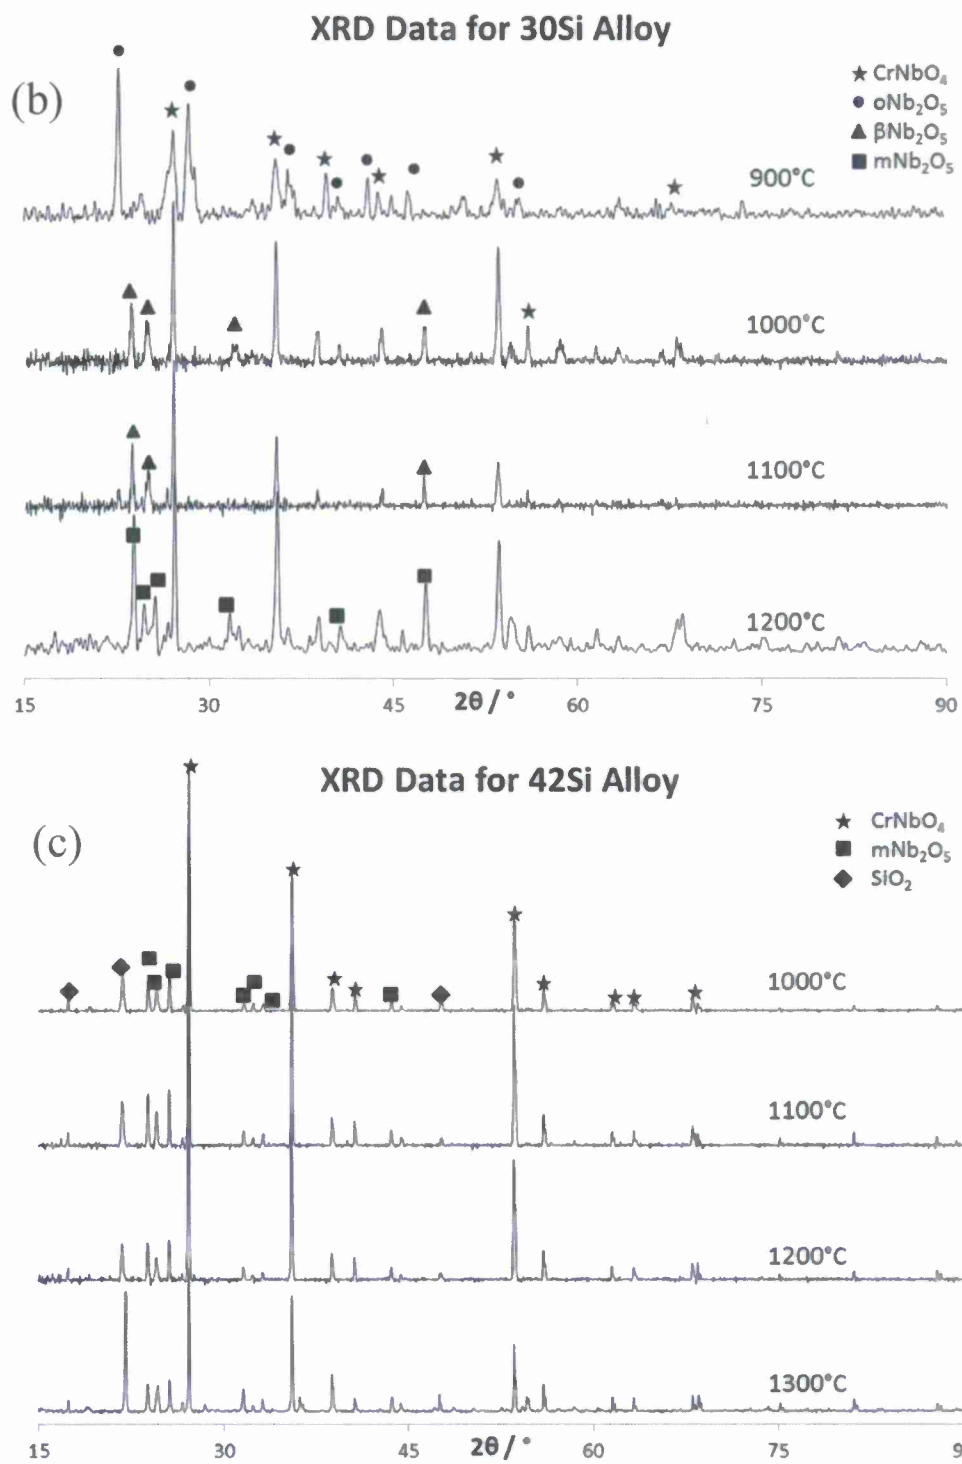 XRD Data for 30Si Alloy
(b)
★ CrNbO₄
● oNb₂O₅
▲ βNb₂O₅
■ mNb₂O₅
900°C
1000°C
1100°C
1200°C
15 30 45 2θ / ° 60 75 90
XRD Data for 42Si Alloy
(c)
★ CrNbO₄
■ mNb₂O₅
◆ SiO₂
1000°C
1100°C
1200°C
1300°C
15 30 45 2θ / ° 60 75 9